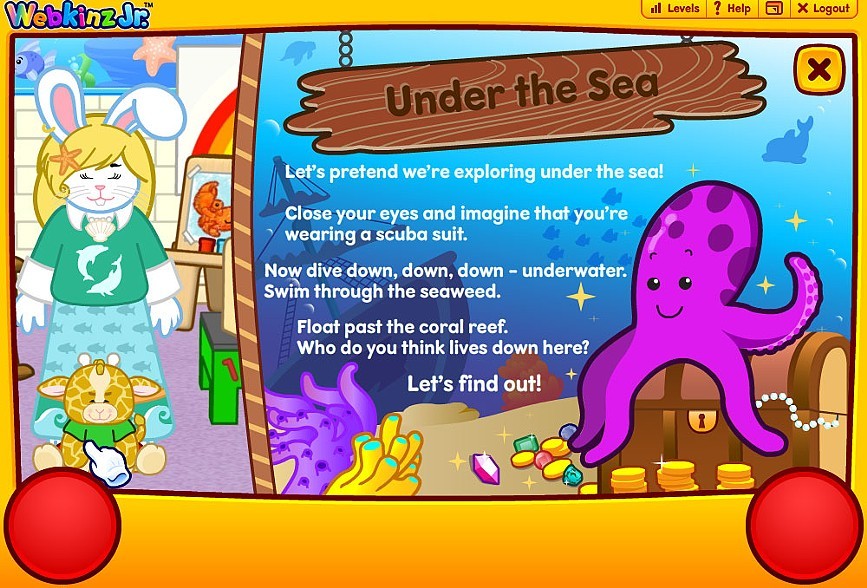 Webkinz Jr.™
Levels
? Help
X Logout
Under the Sea
Let's pretend we're exploring under the sea!
Close your eyes and imagine that you're
wearing a scuba suit.
Now dive down, down, down – underwater.
Swim through the seaweed.
Float past the coral reef.
Who do you think lives down here?
Let's find out!